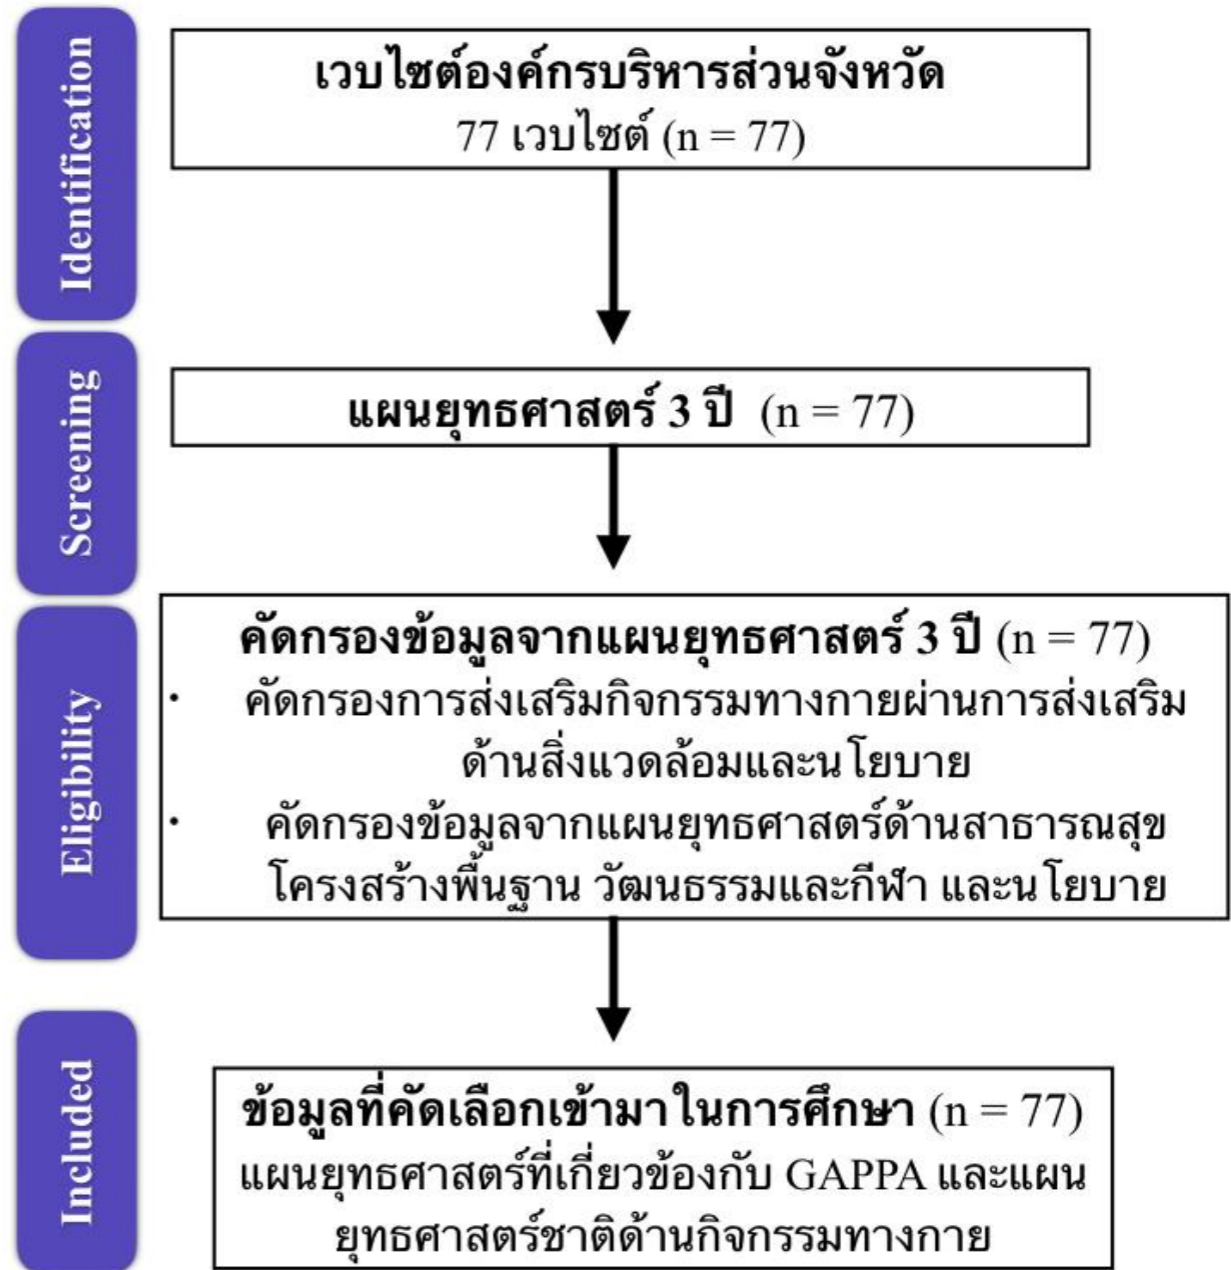 Identification
เวบไซต์องค์กรบริหารส่วนจังหวัด
77 เวบไซต์ (n = 77)
Screening
แผนยุทธศาสตร์ 3 ปี (n = 77)
Eligibility
คัดกรองข้อมูลจากแผนยุทธศาสตร์ 3 ปี (n = 77)
· คัดกรองการส่งเสริมกิจกรรมทางกายผ่านการส่งเสริม
ด้านสิ่งแวดล้อมและนโยบาย
· คัดกรองข้อมูลจากแผนยุทธศาสตร์ด้านสาธารณสุข
โครงสร้างพื้นฐาน วัฒนธรรมและกีฬา และนโยบาย
Included
ข้อมูลที่คัดเลือกเข้ามาในการศึกษา (n = 77)
แผนยุทธศาสตร์ที่เกี่ยวข้องกับ GAPPA และแผน
ยุทธศาสตร์ชาติด้านกิจกรรมทางกาย